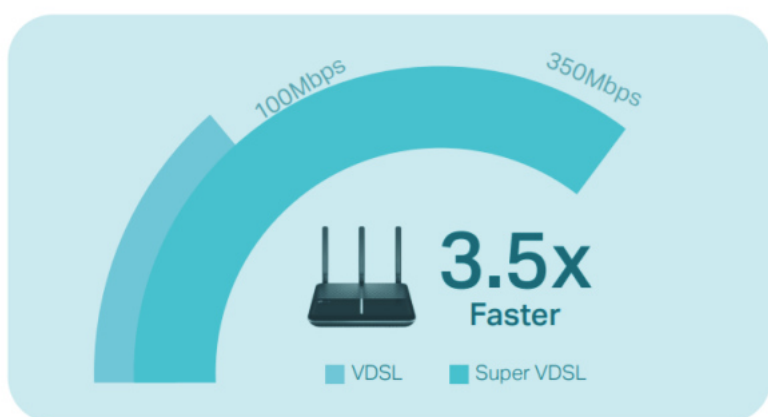 100Mbps
350Mbps
3.5x
Faster
VDSL
Super VDSL